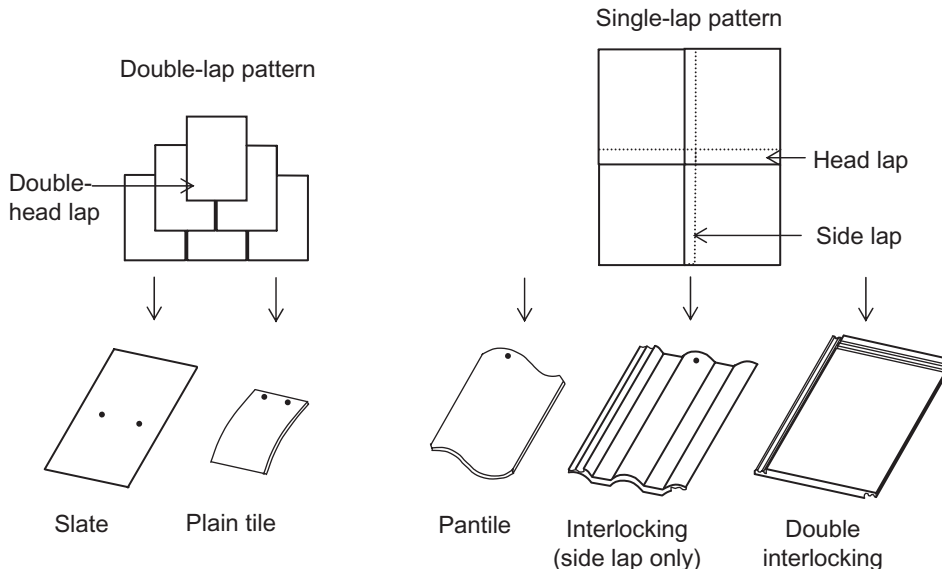 Single-lap pattern
Double-lap pattern
Double-
head lap
Head lap
Side lap
Slate
Plain tile
Pantile
Interlocking
(side lap only)
Double
interlocking